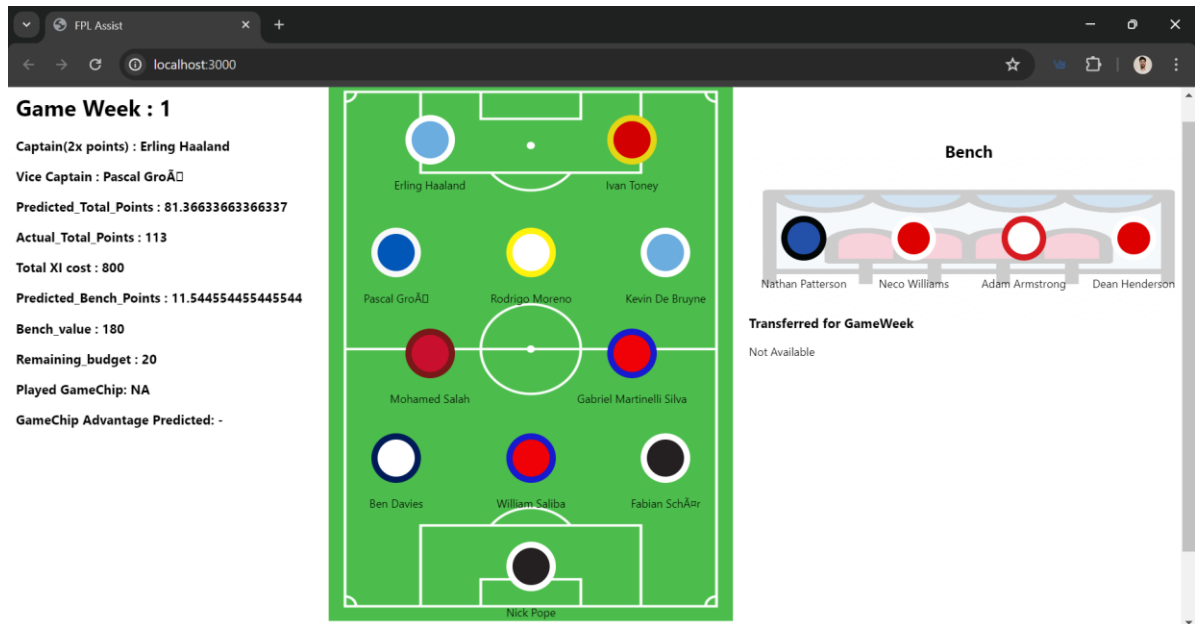 FPL Assist
localhost:3000
Game Week : 1
Captain(2x points) : Erling Haaland
Vice Captain : Pascal GroÃ▯
Predicted_Total_Points : 81.36633663366337
Actual_Total_Points : 113
Total XI cost : 800
Predicted_Bench_Points : 11.544554455445544
Bench_value : 180
Remaining_budget : 20
Played GameChip: NA
GameChip Advantage Predicted: -
Erling Haaland
Ivan Toney
Pascal GroÃ▯
Rodrigo Moreno
Kevin De Bruyne
Mohamed Salah
Gabriel Martinelli Silva
Ben Davies
William Saliba
Fabian SchÃ¤r
Nick Pope
Bench
Nathan Patterson
Neco Williams
Adam Armstrong
Dean Henderson
Transferred for GameWeek
Not Available